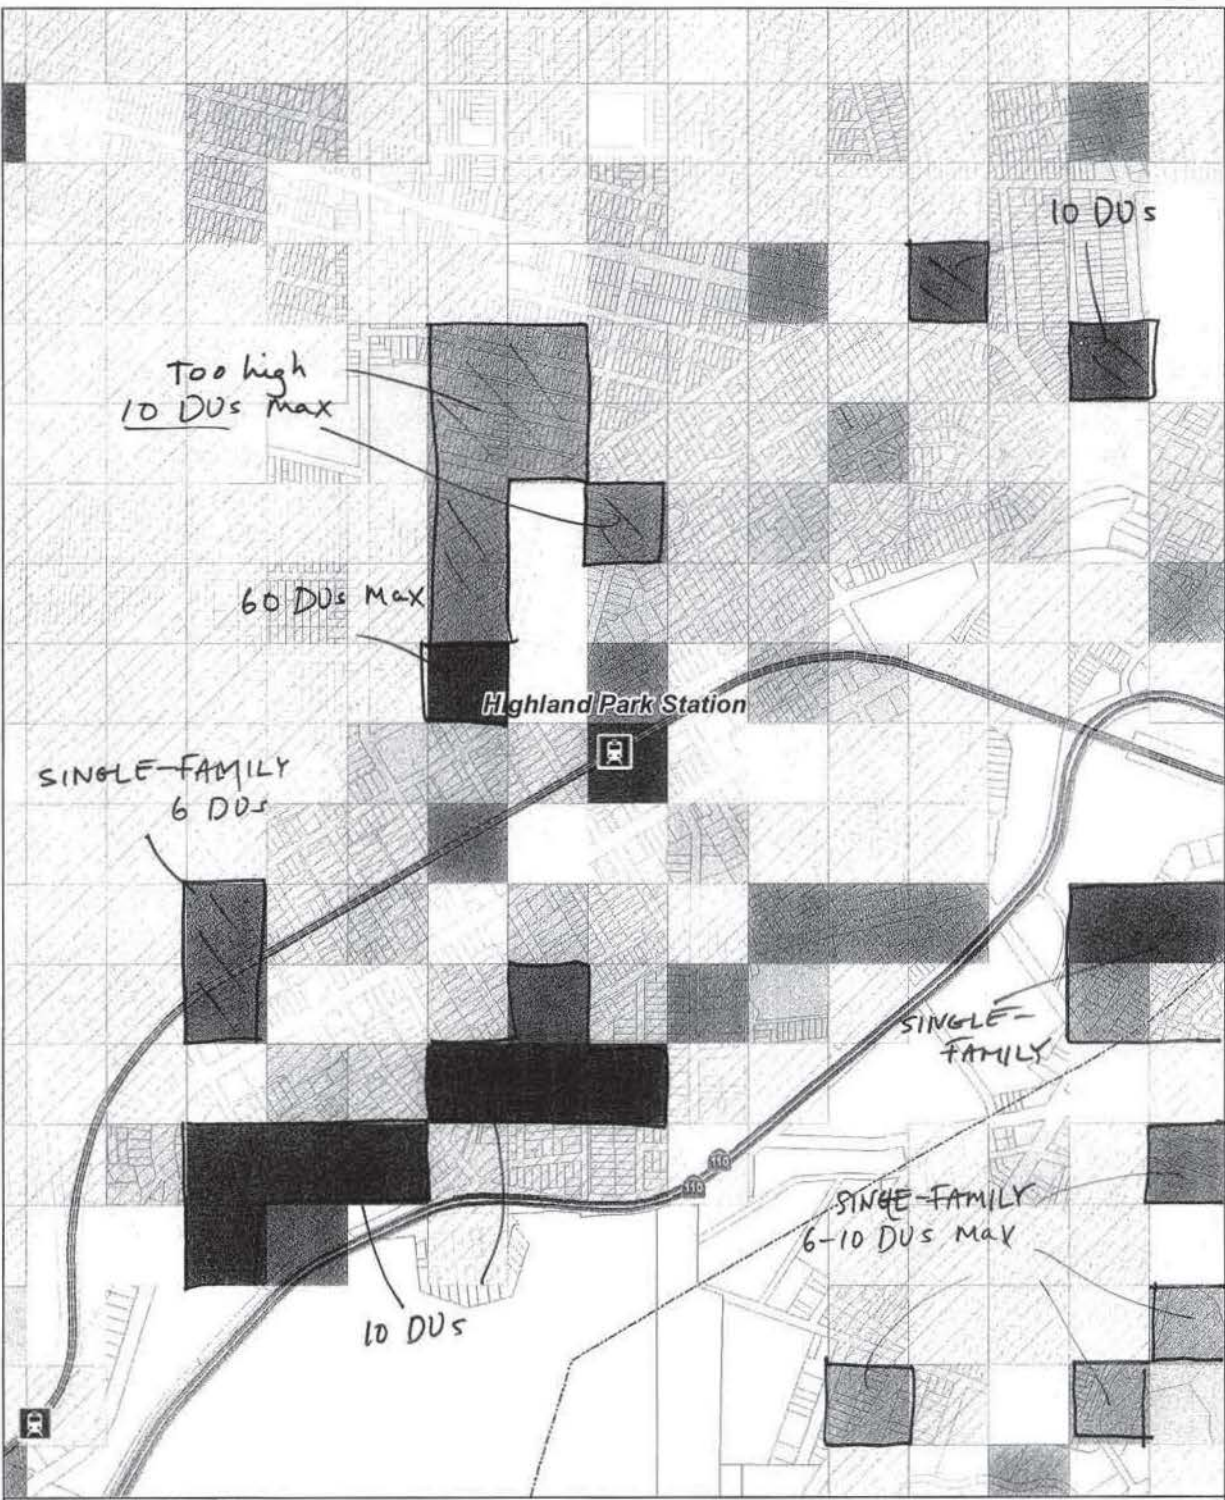 10 DUs
Too high
10 DUs Max
60 DUs Max
Highland Park Station
SINGLE-FAMILY
6 DUs
SINGLE-
FAMILY
110
110
SINGLE-FAMILY
6-10 DUs Max
10 DUs